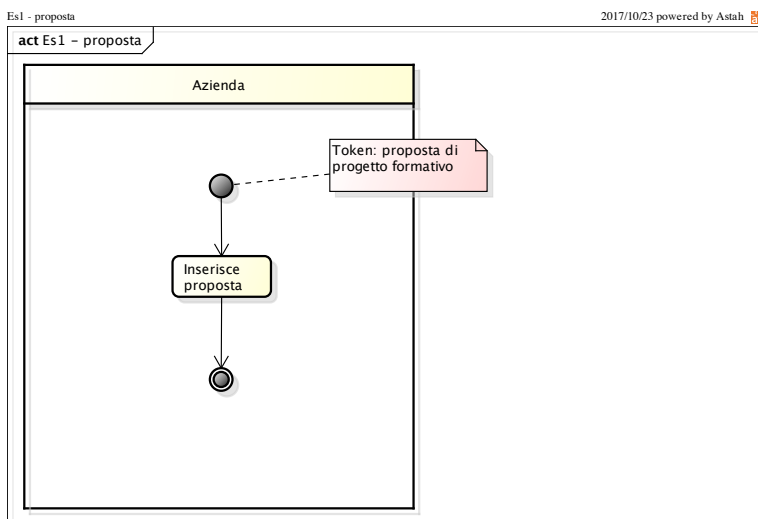 Es1 - proposta
2017/10/23 powered by Astah
act Es1 – proposta
Azienda
Token: proposta di
progetto formativo
Inserisce
proposta